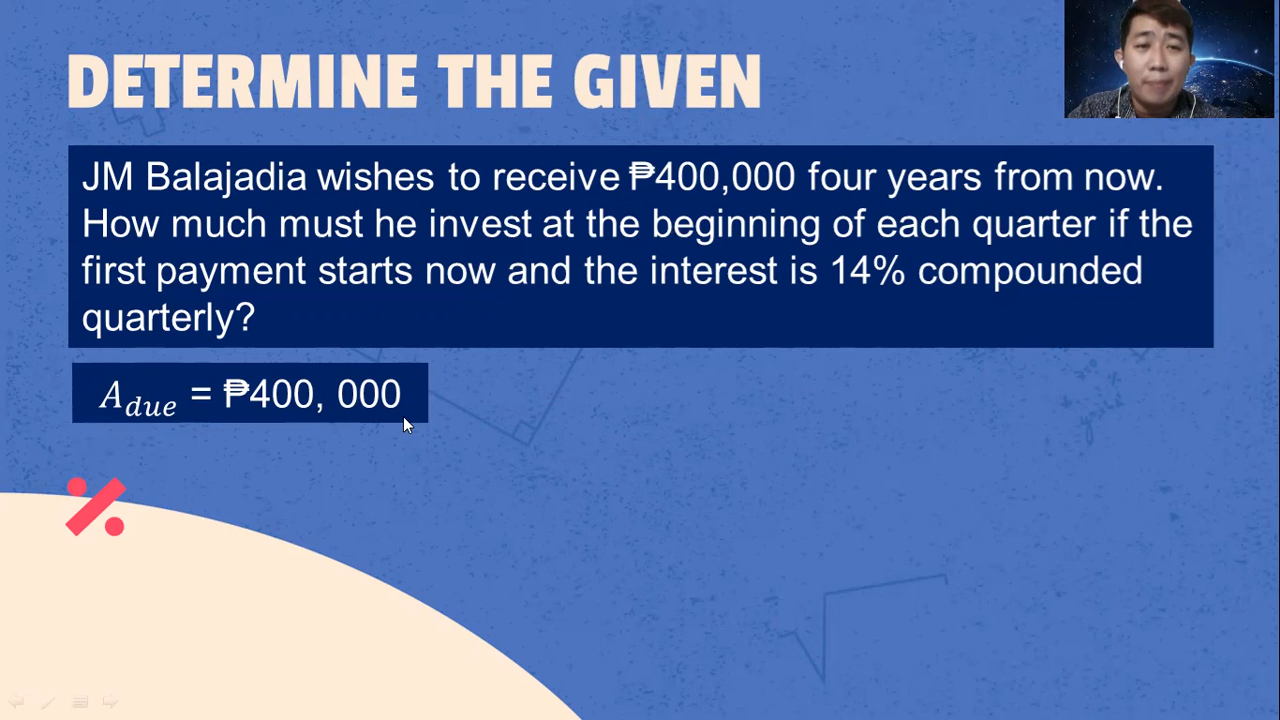 DETERMINE THE GIVEN
JM Balajadia wishes to receive ₱400,000 four years from now.
How much must he invest at the beginning of each quarter if the
first payment starts now and the interest is 14% compounded
quarterly?
A_due = ₱400, 000